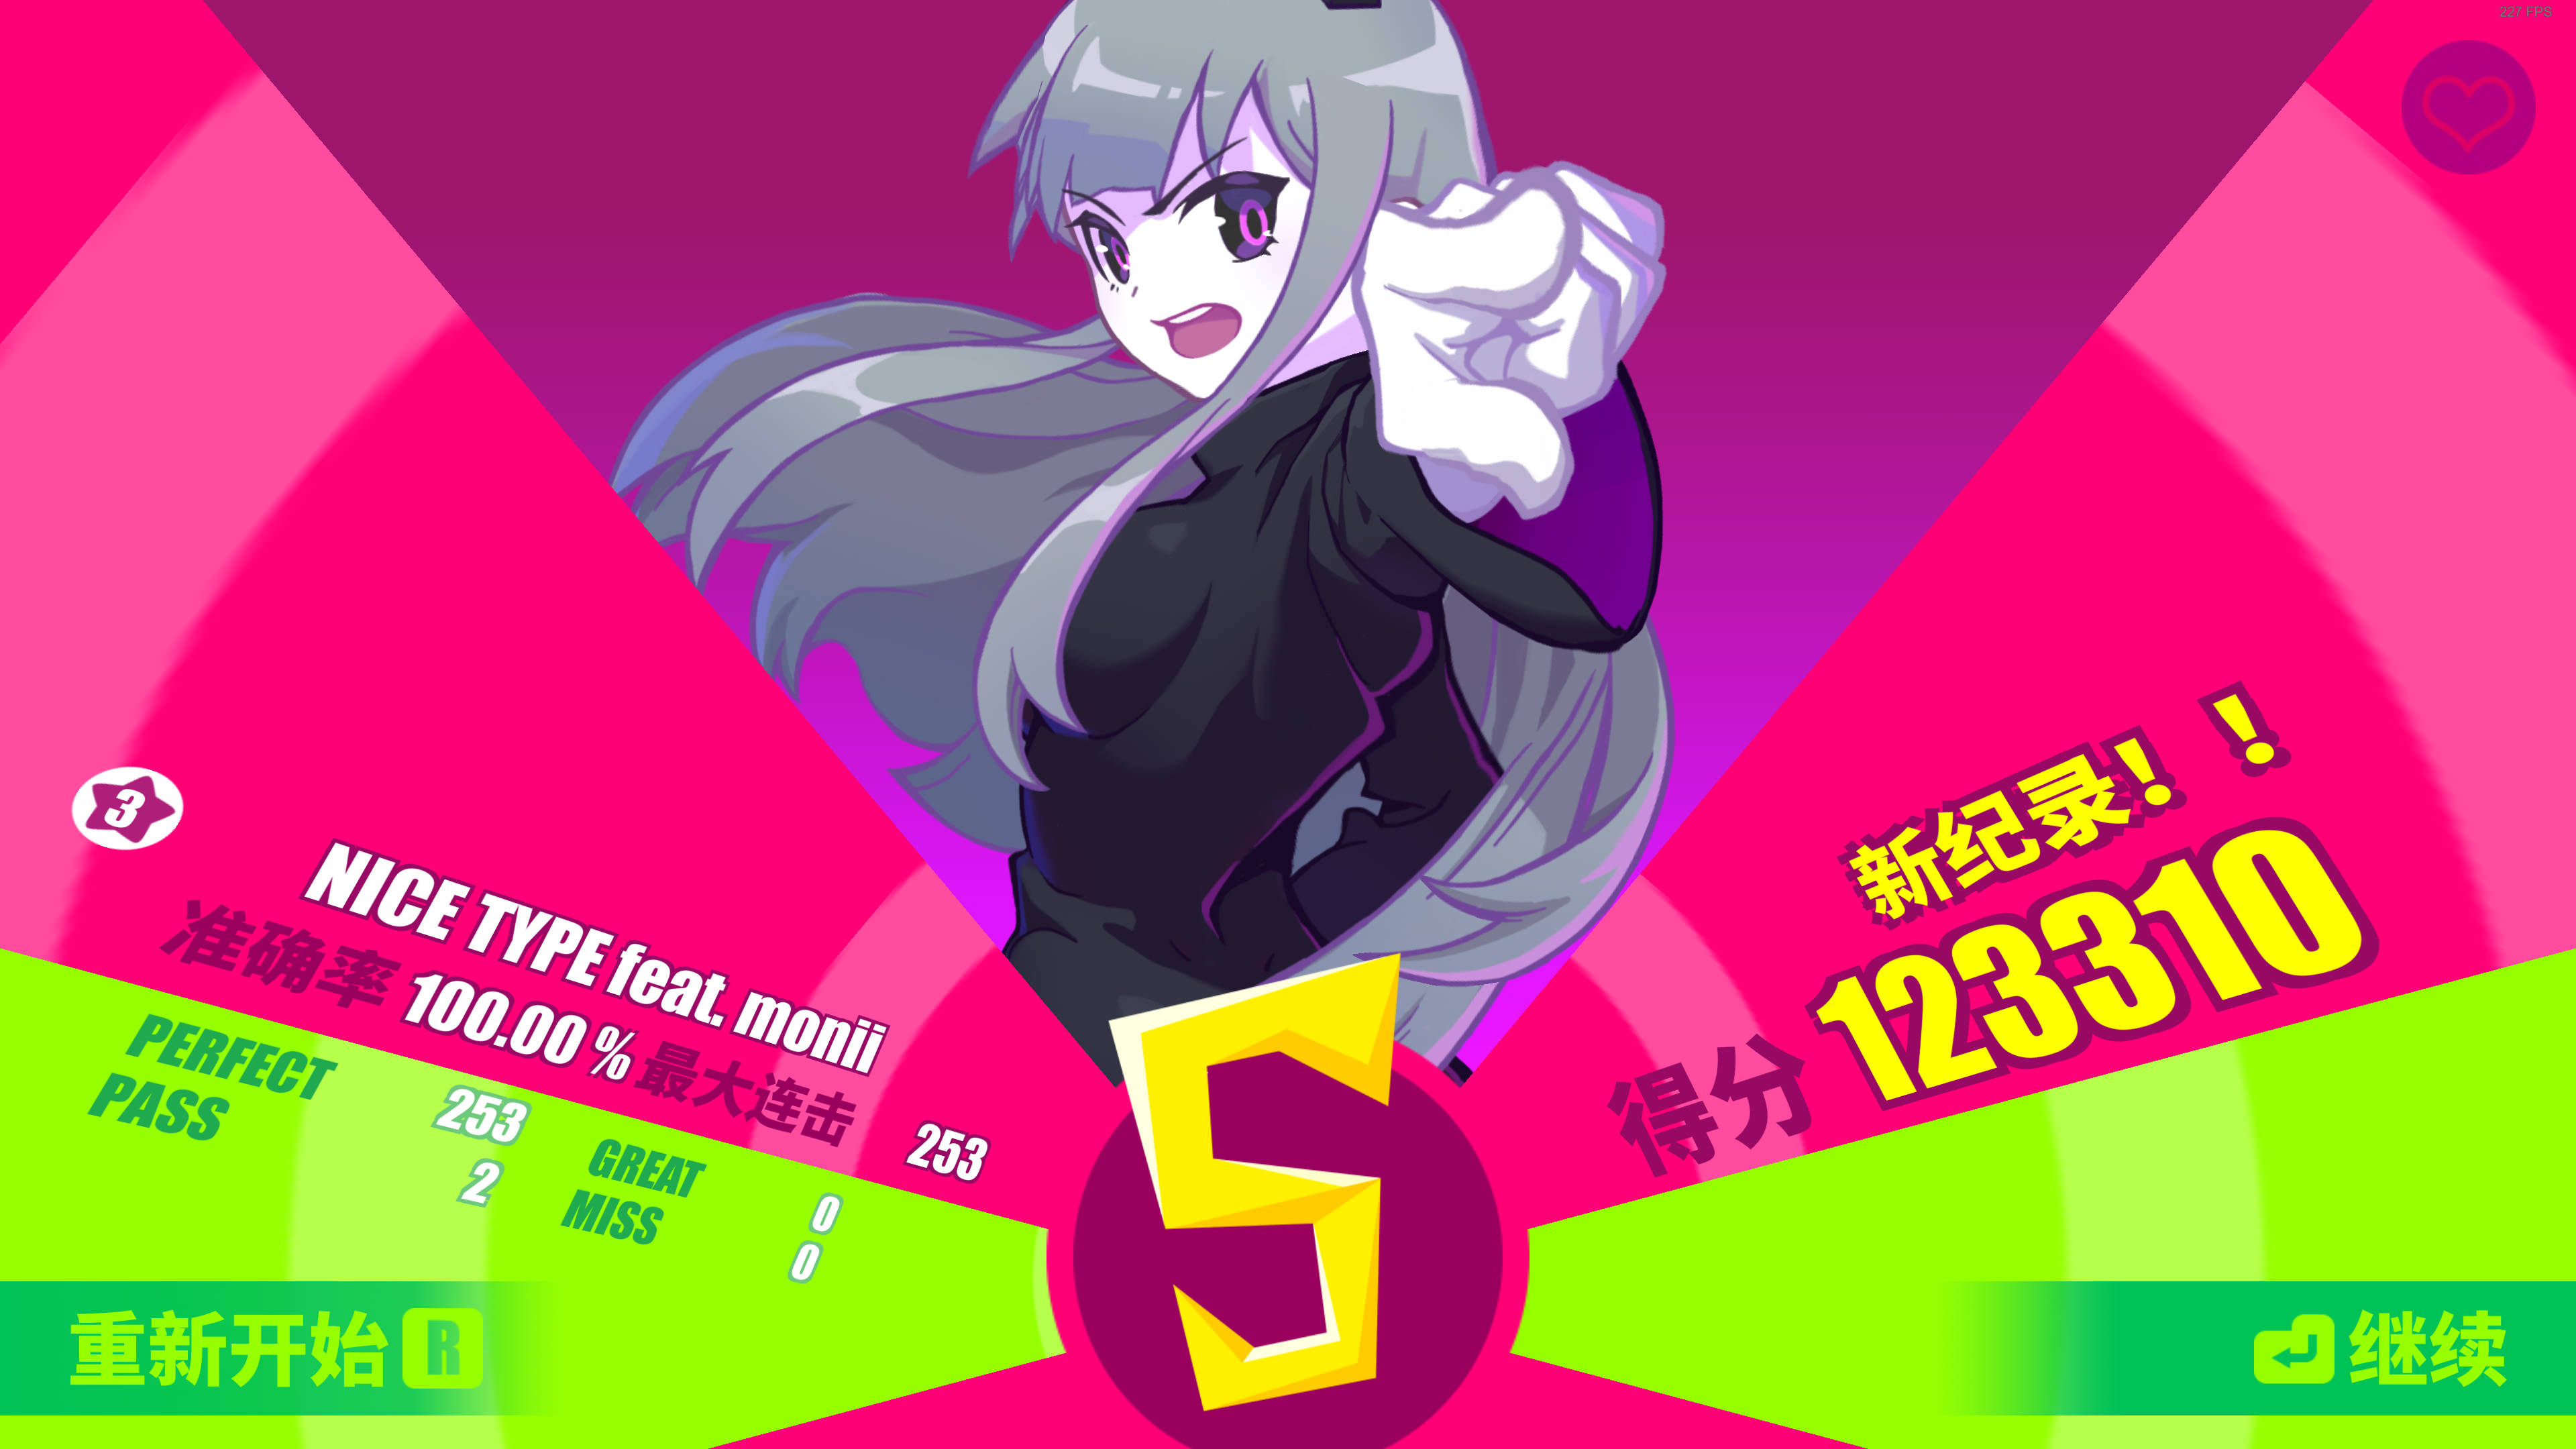 227 FPS
3
NICE TYPE feat. monii
准确率 100.00 % 最大连击 253
PERFECT 253 GREAT 0
PASS 2 MISS 0
新纪录！！
得分 123310
S
重新开始 R
继续